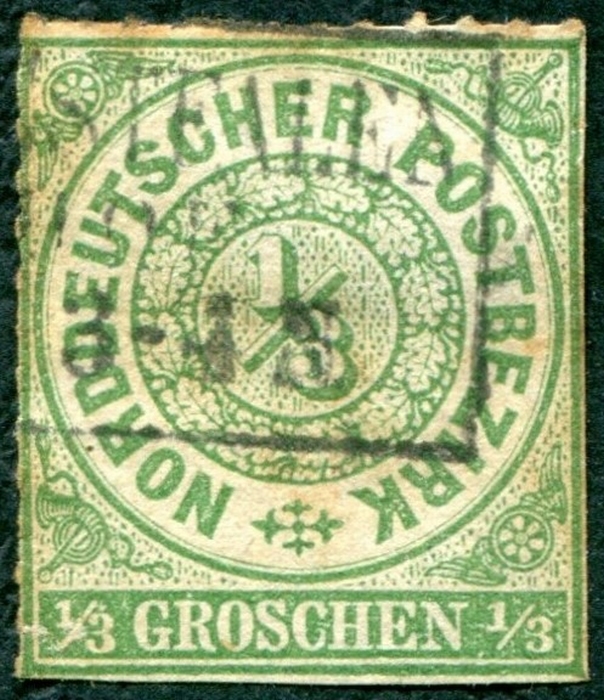 NORDDEUTSCHER POSTBEZIRK
1/3
1/3 GROSCHEN 1/3